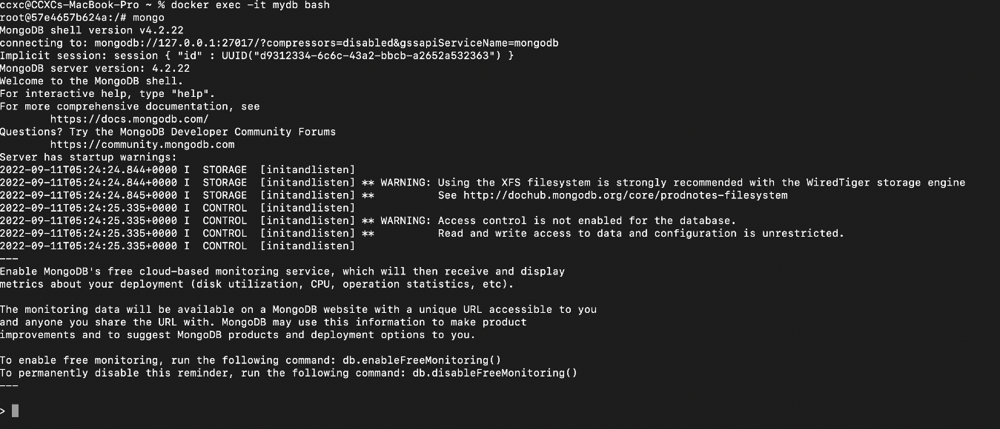 ccxc@CCXCs-MacBook-Pro ~ % docker exec -it mydb bash
root@57e4657b624a:/# mongo
MongoDB shell version v4.2.22
connecting to: mongodb://127.0.0.1:27017/?compressors=disabled&gssapiServiceName=mongodb
Implicit session: session { "id" : UUID("d9312334-6c6c-43a2-bbcb-a2652a532363") }
MongoDB server version: 4.2.22
Welcome to the MongoDB shell.
For interactive help, type "help".
For more comprehensive documentation, see
        https://docs.mongodb.com/
Questions? Try the MongoDB Developer Community Forums
        https://community.mongodb.com
Server has startup warnings:
2022-09-11T05:24:24.844+0000 I  STORAGE  [initandlisten]
2022-09-11T05:24:24.844+0000 I  STORAGE  [initandlisten] ** WARNING: Using the XFS filesystem is strongly recommended with the WiredTiger storage engine
2022-09-11T05:24:24.845+0000 I  STORAGE  [initandlisten] **          See http://dochub.mongodb.org/core/prodnotes-filesystem
2022-09-11T05:24:25.335+0000 I  CONTROL  [initandlisten]
2022-09-11T05:24:25.335+0000 I  CONTROL  [initandlisten] ** WARNING: Access control is not enabled for the database.
2022-09-11T05:24:25.335+0000 I  CONTROL  [initandlisten] **          Read and write access to data and configuration is unrestricted.
2022-09-11T05:24:25.335+0000 I  CONTROL  [initandlisten]
---
Enable MongoDB's free cloud-based monitoring service, which will then receive and display
metrics about your deployment (disk utilization, CPU, operation statistics, etc).

The monitoring data will be available on a MongoDB website with a unique URL accessible to you
and anyone you share the URL with. MongoDB may use this information to make product
improvements and to suggest MongoDB products and deployment options to you.

To enable free monitoring, run the following command: db.enableFreeMonitoring()
To permanently disable this reminder, run the following command: db.disableFreeMonitoring()
---

>